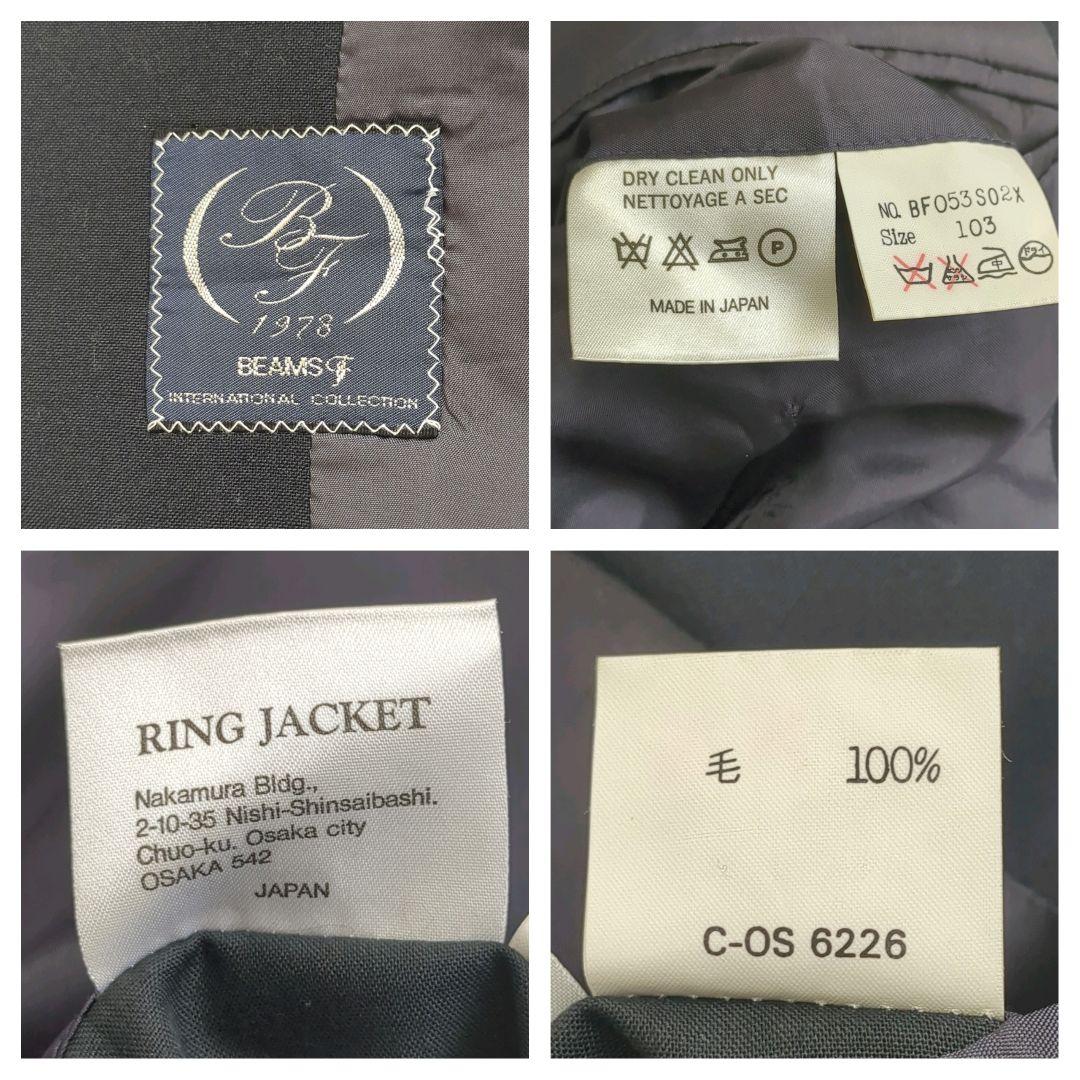 BF
1978
BEAMS F
INTERNATIONAL COLLECTION
DRY CLEAN ONLY
NETTOYAGE A SEC
P
MADE IN JAPAN
NO. BF053S02X
Size 103
中 ドライ
RING JACKET
Nakamura Bldg.,
2-10-35 Nishi-Shinsaibashi.
Chuo-ku. Osaka city
OSAKA 542
JAPAN
毛 100%
C-OS 6226